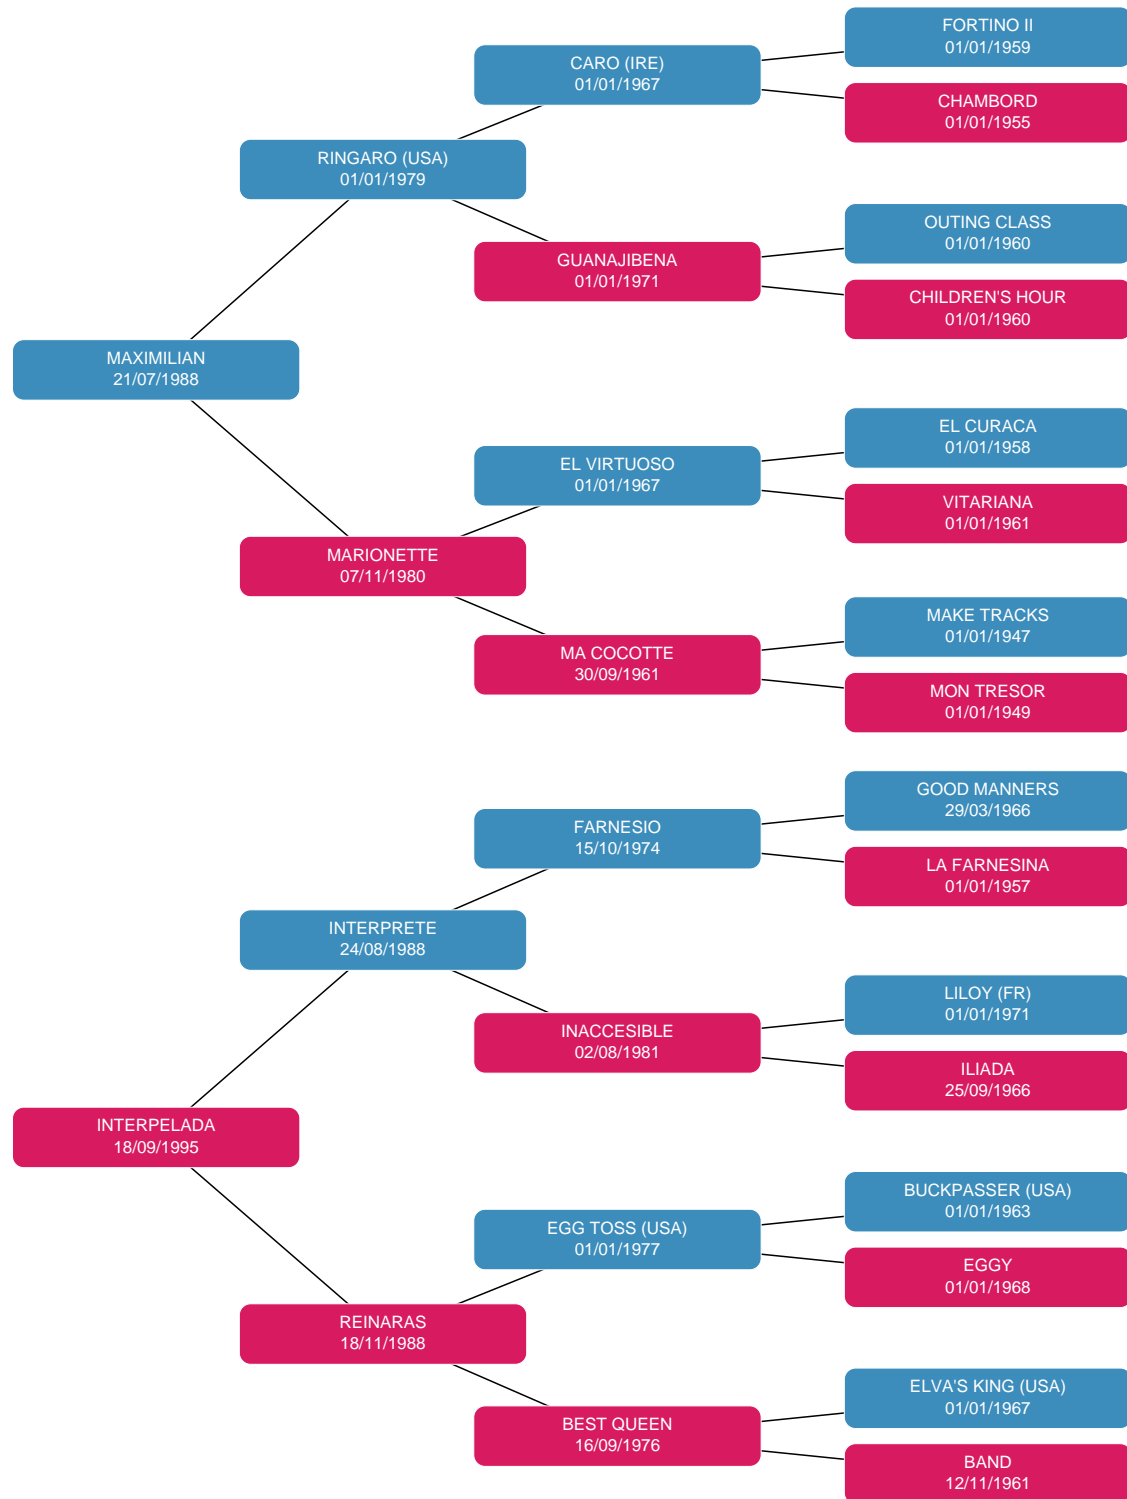 FORTINO II
01/01/1959
CARO (IRE)
01/01/1967
CHAMBORD
01/01/1955
RINGARO (USA)
01/01/1979
OUTING CLASS
01/01/1960
GUANAJIBENA
01/01/1971
CHILDREN'S HOUR
01/01/1960
MAXIMILIAN
21/07/1988
EL CURACA
01/01/1958
EL VIRTUOSO
01/01/1967
VITARIANA
01/01/1961
MARIONETTE
07/11/1980
MAKE TRACKS
01/01/1947
MA COCOTTE
30/09/1961
MON TRESOR
01/01/1949
GOOD MANNERS
29/03/1966
FARNESIO
15/10/1974
LA FARNESINA
01/01/1957
INTERPRETE
24/08/1988
LILOY (FR)
01/01/1971
INACCESIBLE
02/08/1981
ILIADA
25/09/1966
INTERPELADA
18/09/1995
BUCKPASSER (USA)
01/01/1963
EGG TOSS (USA)
01/01/1977
EGGY
01/01/1968
REINARAS
18/11/1988
ELVA'S KING (USA)
01/01/1967
BEST QUEEN
16/09/1976
BAND
12/11/1961